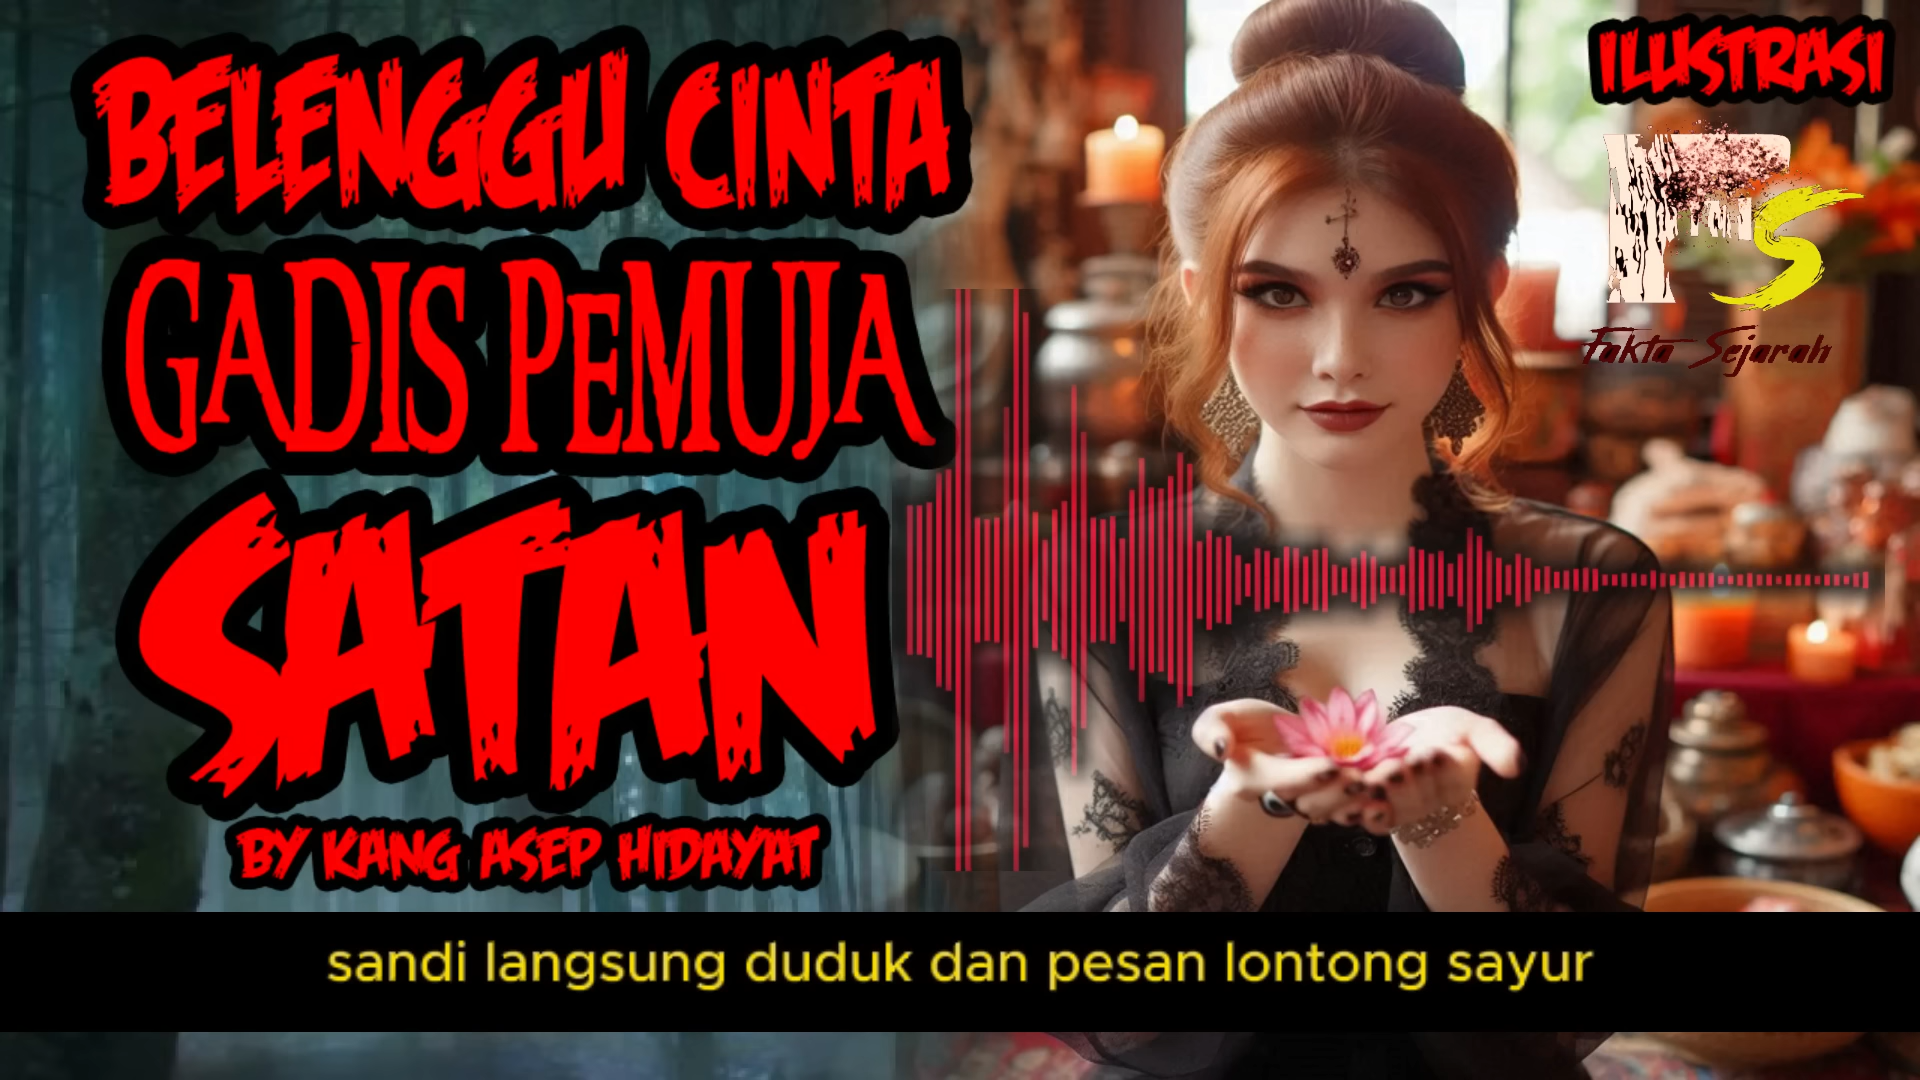 BELENGGU CINTA
GADIS PEMUJA
SATAN
BY KANG ASEP HIDAYAT
ILUSTRASI
FS
Fakta Sejarah
sandi langsung duduk dan pesan lontong sayur